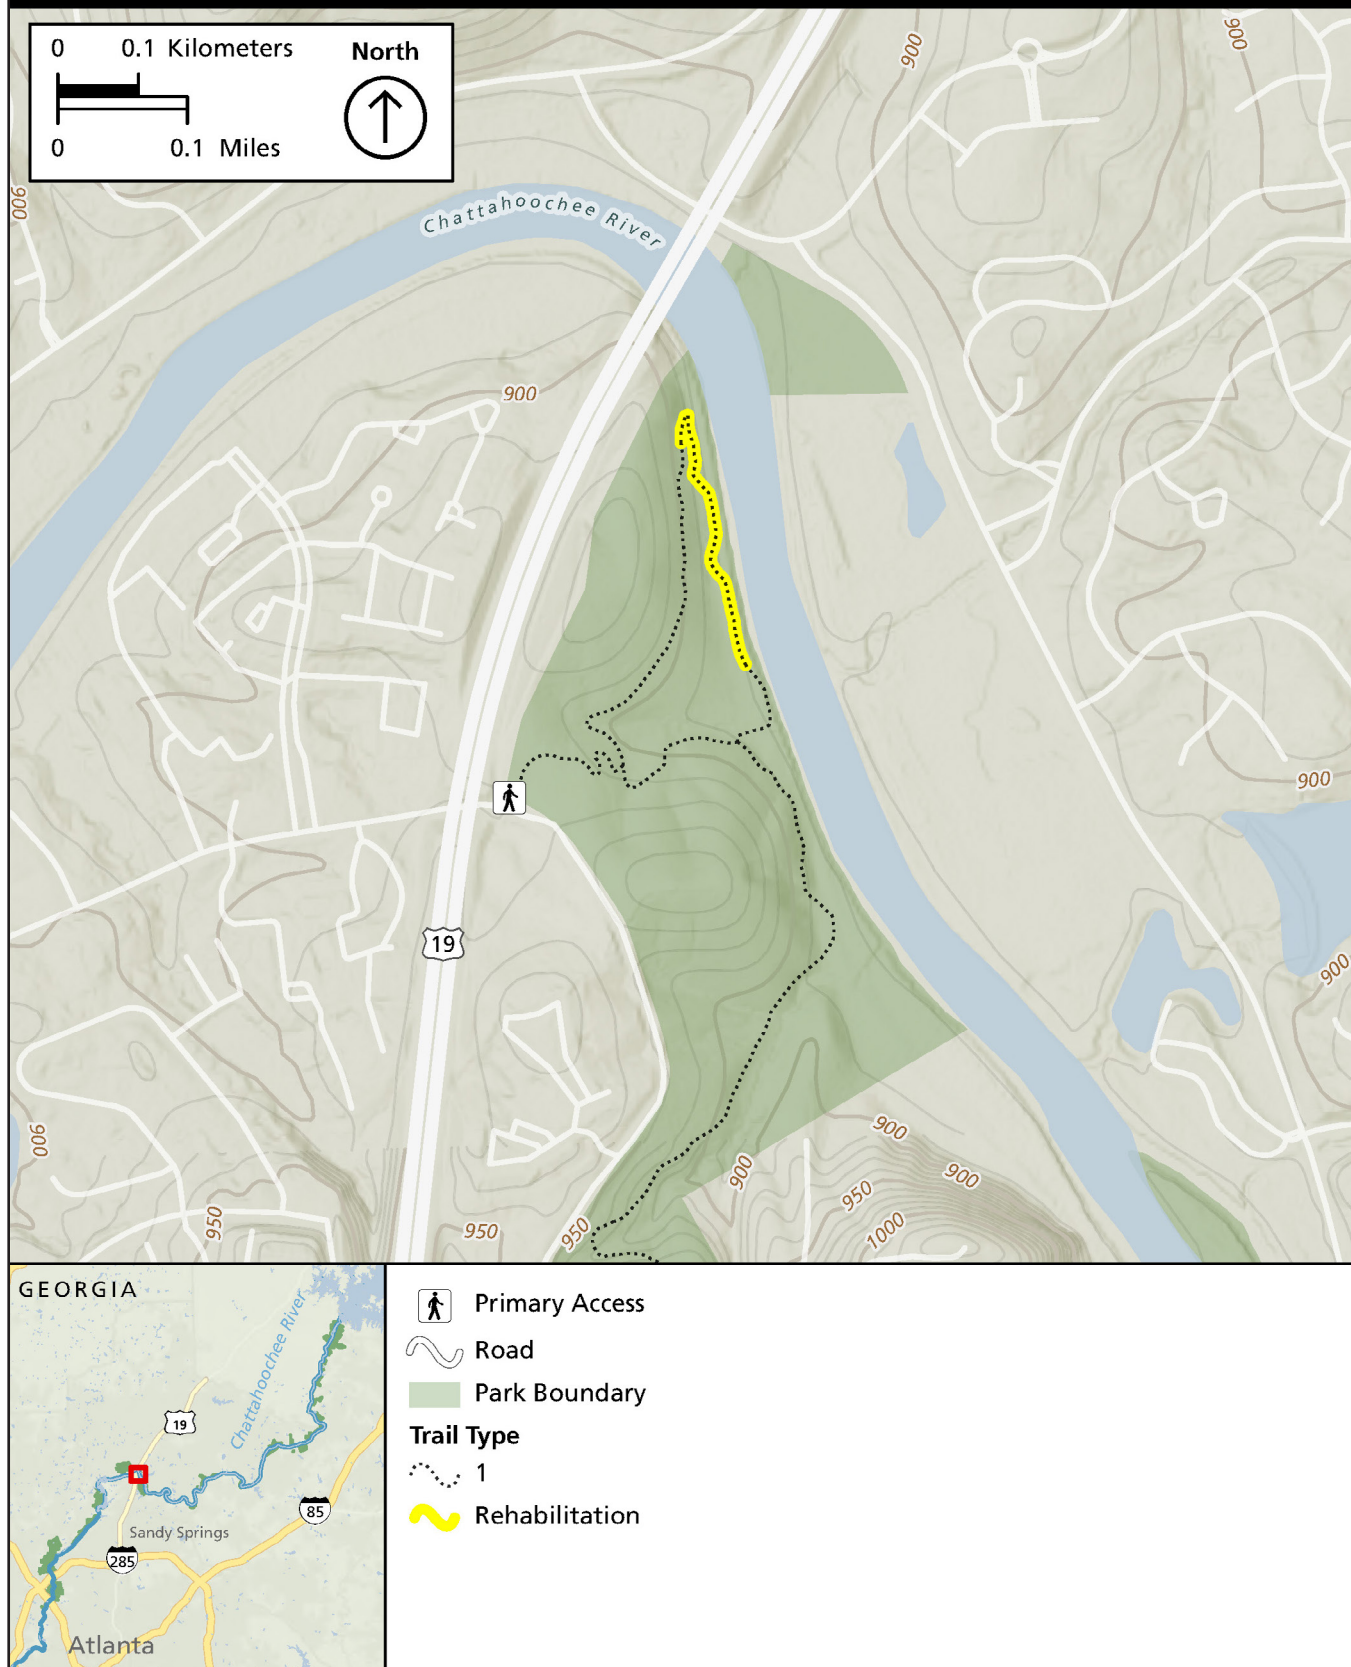 0 0.1 Kilometers
North
0 0.1 Miles
900
900
900
Chattahoochee River
900
900
19
900
900
900
900
900
950
950
950
950
1000
GEORGIA
Chattahoochee River
19
85
Sandy Springs
285
Atlanta
Primary Access
Road
Park Boundary
Trail Type
1
Rehabilitation